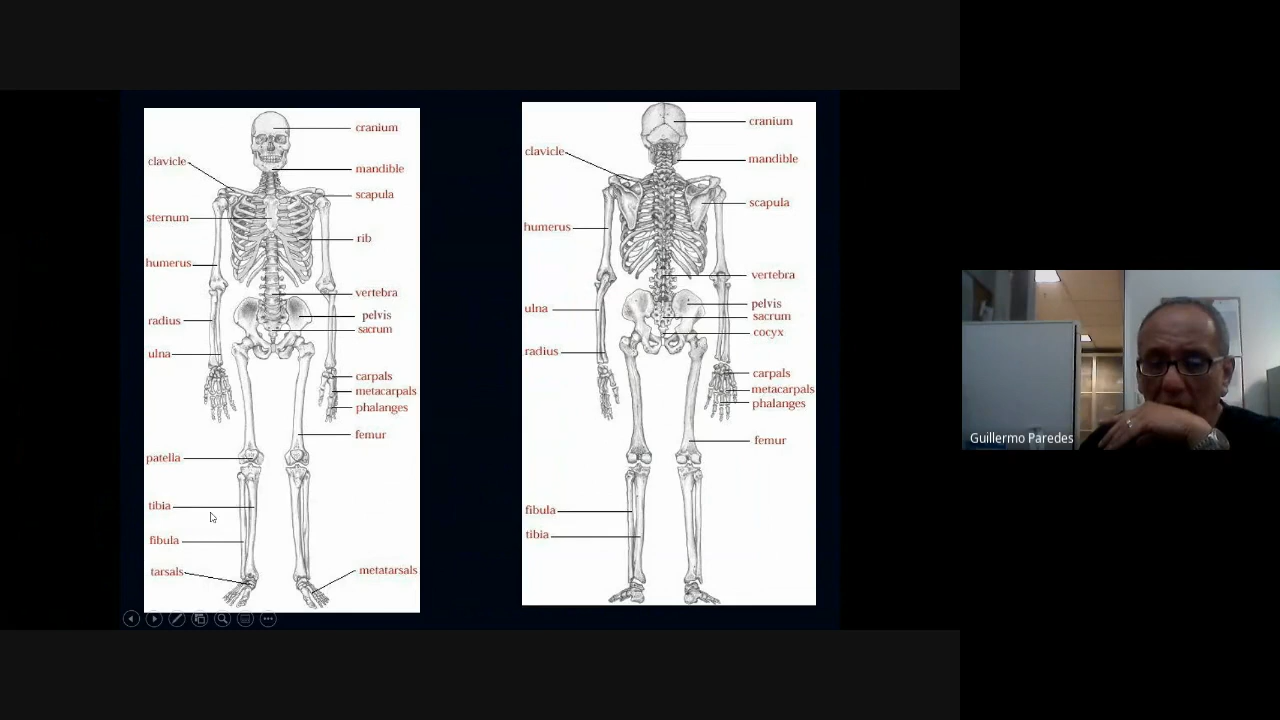 cranium
clavicle
mandible
scapula
sternum
rib
humerus
vertebra
pelvis
radius
sacrum
ulna
carpals
metacarpals
phalanges
femur
patella
tibia
fibula
tarsals
metatarsals
cranium
clavicle
mandible
scapula
humerus
vertebra
pelvis
ulna
sacrum
cocyx
radius
carpals
metacarpals
phalanges
femur
fibula
tibia
Guillermo Paredes